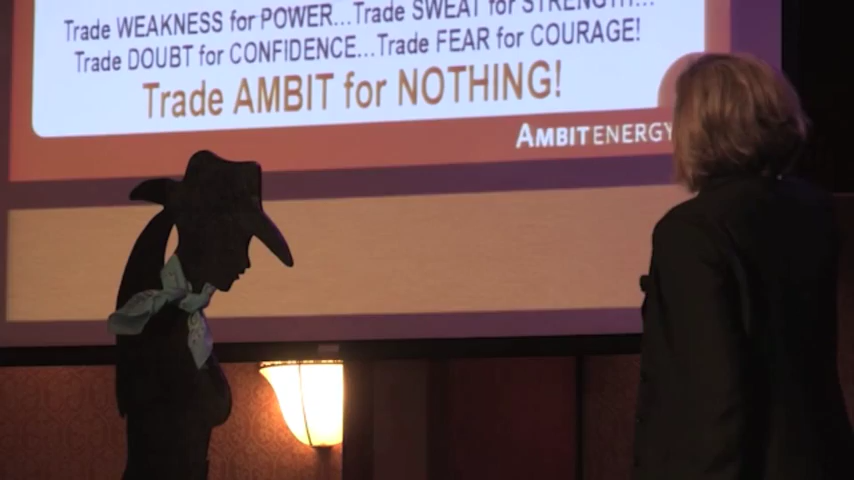 Trade WEAKNESS for POWER...Trade SWEAT for STRENGTH...
Trade DOUBT for CONFIDENCE...Trade FEAR for COURAGE!
Trade AMBIT for NOTHING!
AMBITENERGY